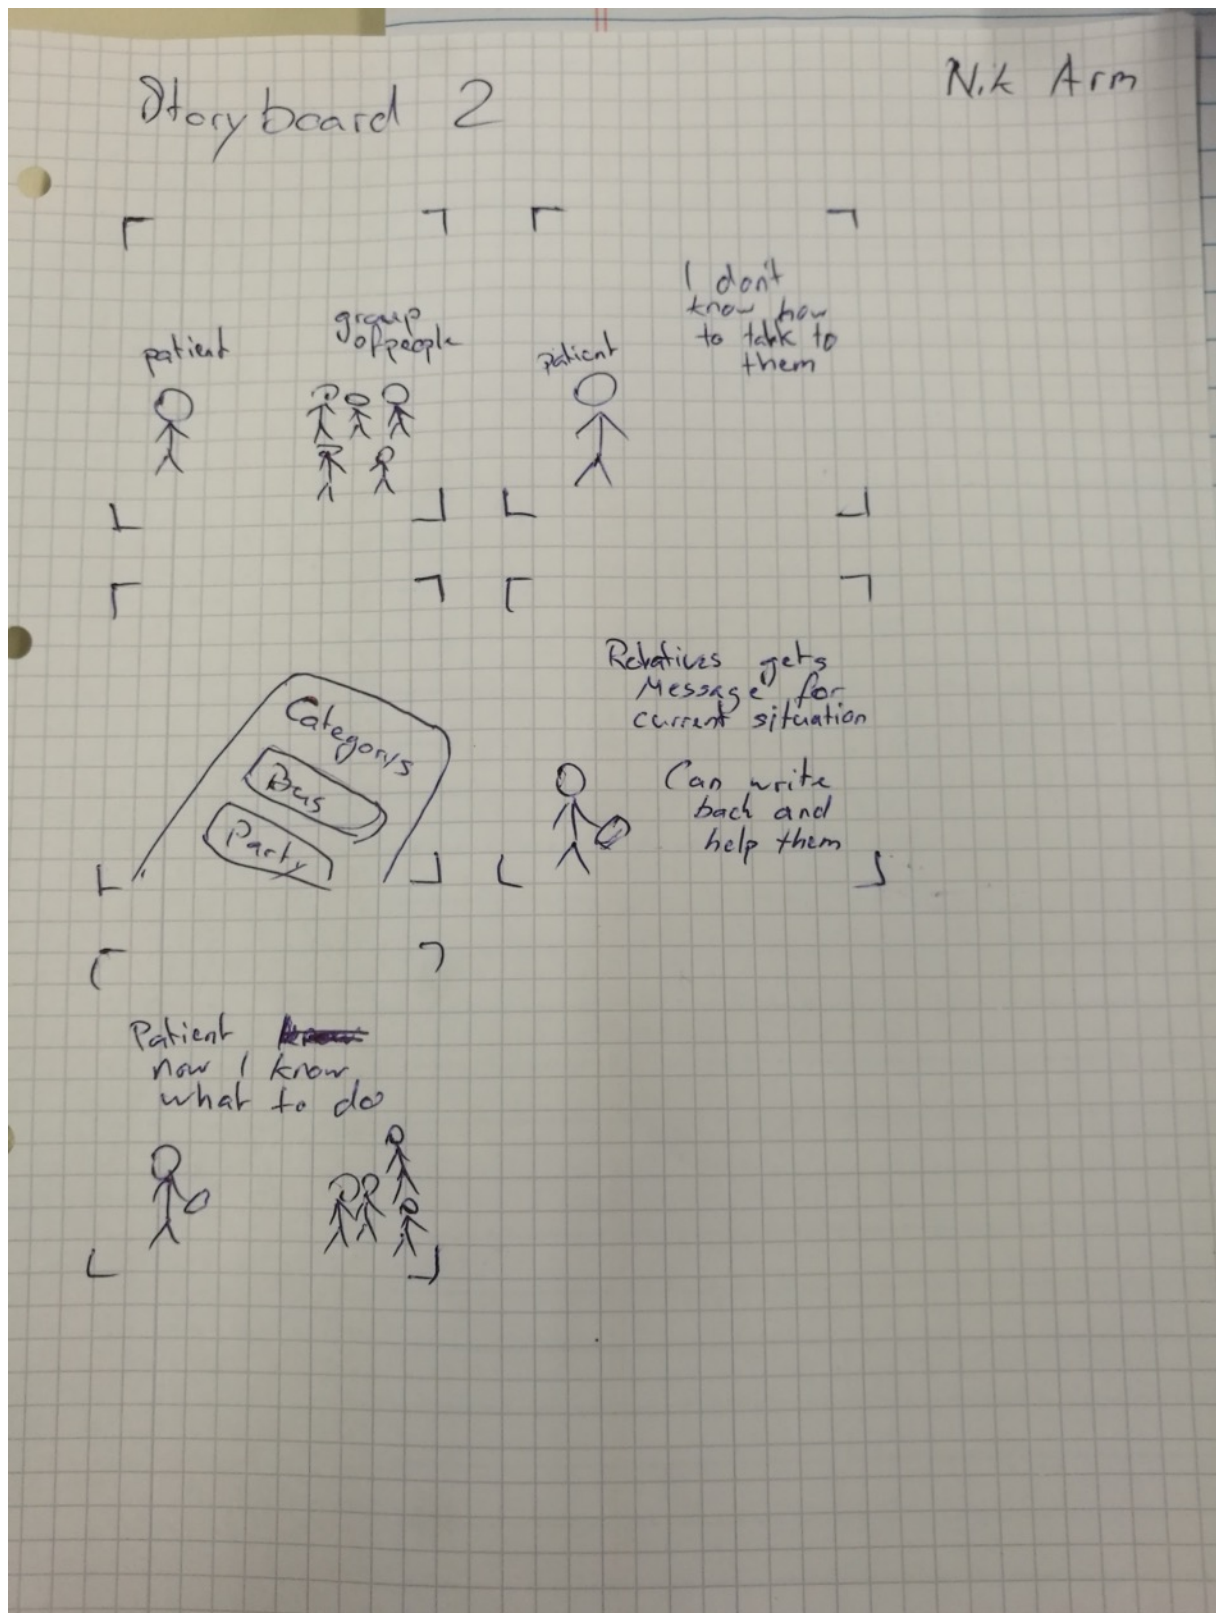 Storyboard 2
Nik Arm
patient
group
of people
patient
I don't
know how
to talk to
them
Categorys
Bus
Party
Relatives gets
Message for
current situation
Can write
back and
help them
Patient
now I know
what to do